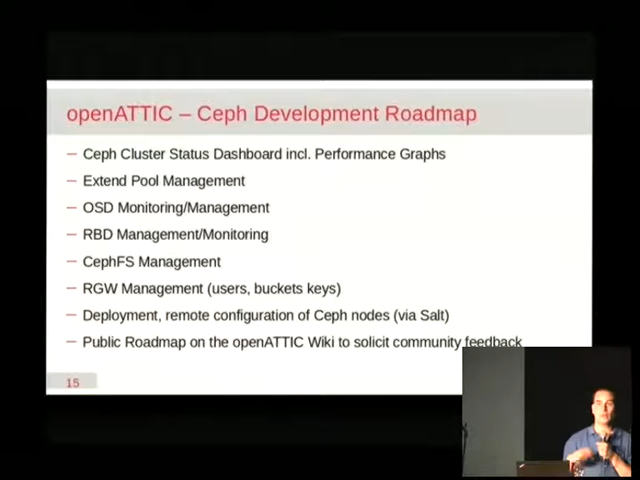 openATTIC – Ceph Development Roadmap
– Ceph Cluster Status Dashboard incl. Performance Graphs
– Extend Pool Management
– OSD Monitoring/Management
– RBD Management/Monitoring
– CephFS Management
– RGW Management (users, buckets keys)
– Deployment, remote configuration of Ceph nodes (via Salt)
– Public Roadmap on the openATTIC Wiki to solicit community feedback
15